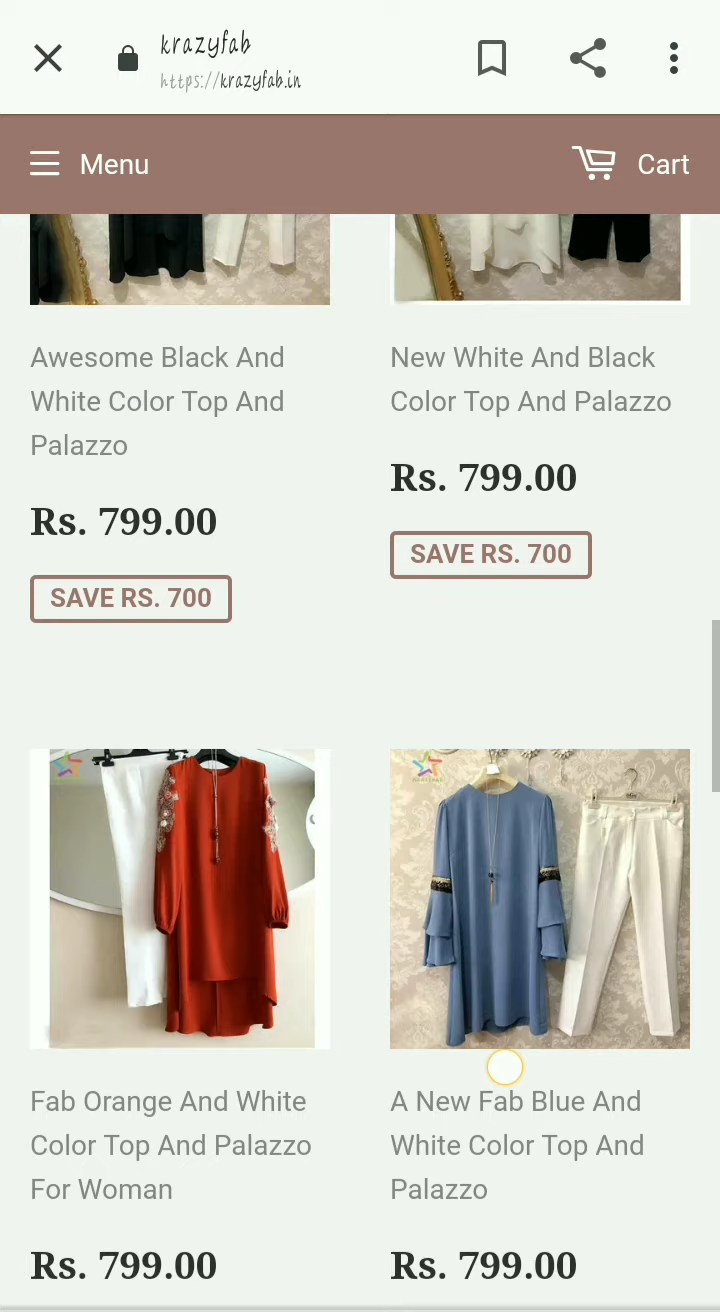 krazyfab
https://krazyfab.in
Menu
Cart
Awesome Black And
White Color Top And
Palazzo
Rs. 799.00
SAVE RS. 700
New White And Black
Color Top And Palazzo
Rs. 799.00
SAVE RS. 700
Fab Orange And White
Color Top And Palazzo
For Woman
Rs. 799.00
A New Fab Blue And
White Color Top And
Palazzo
Rs. 799.00